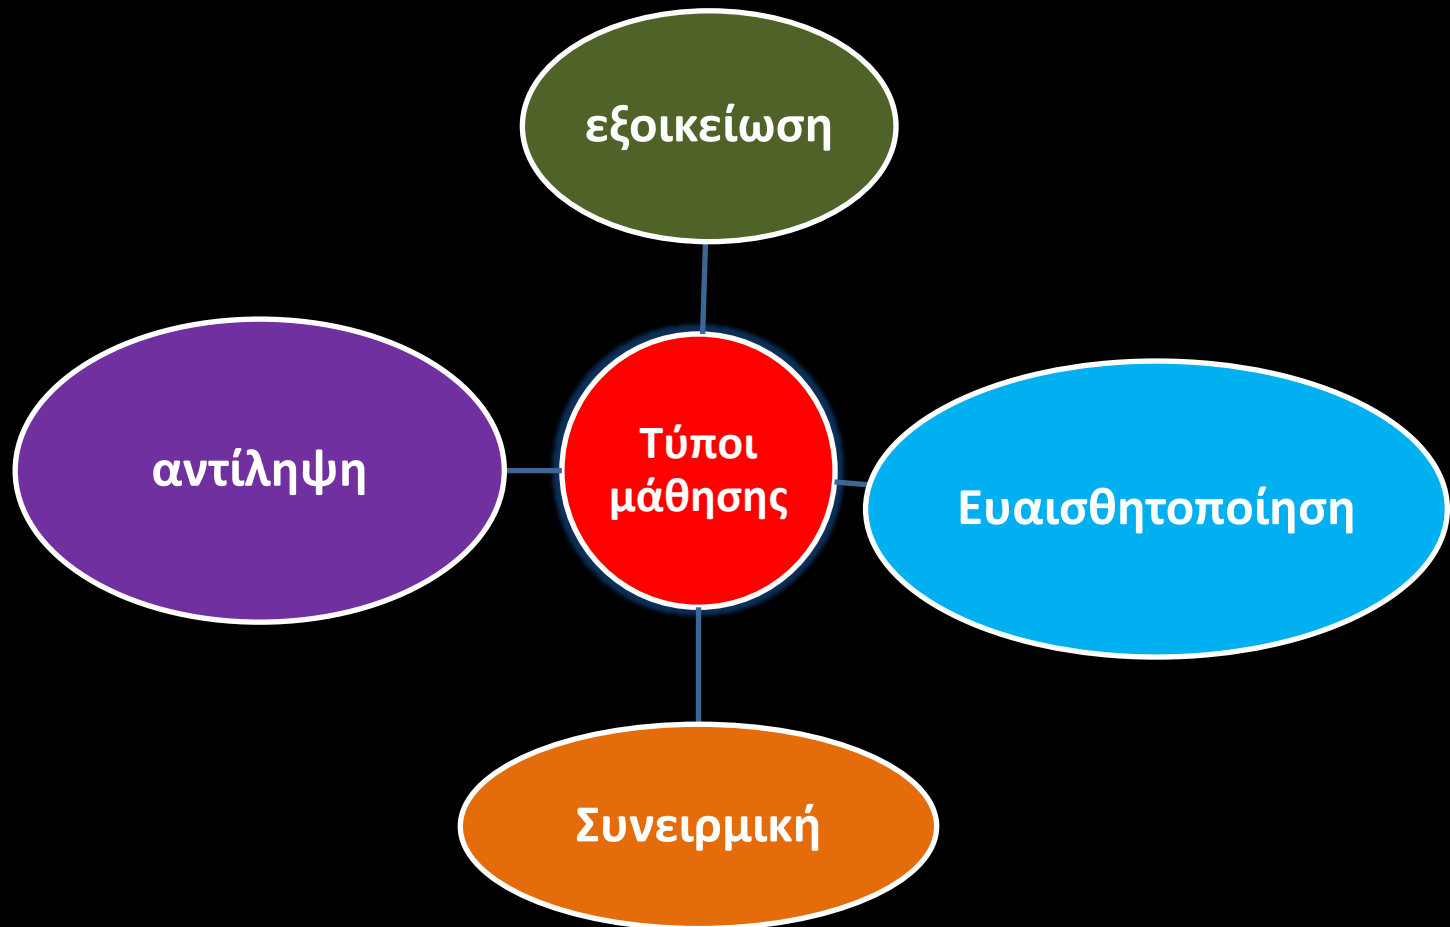 εξοικείωση
αντίληψη
Τύποι
μάθησης
Ευαισθητοποίηση
Συνειρμική